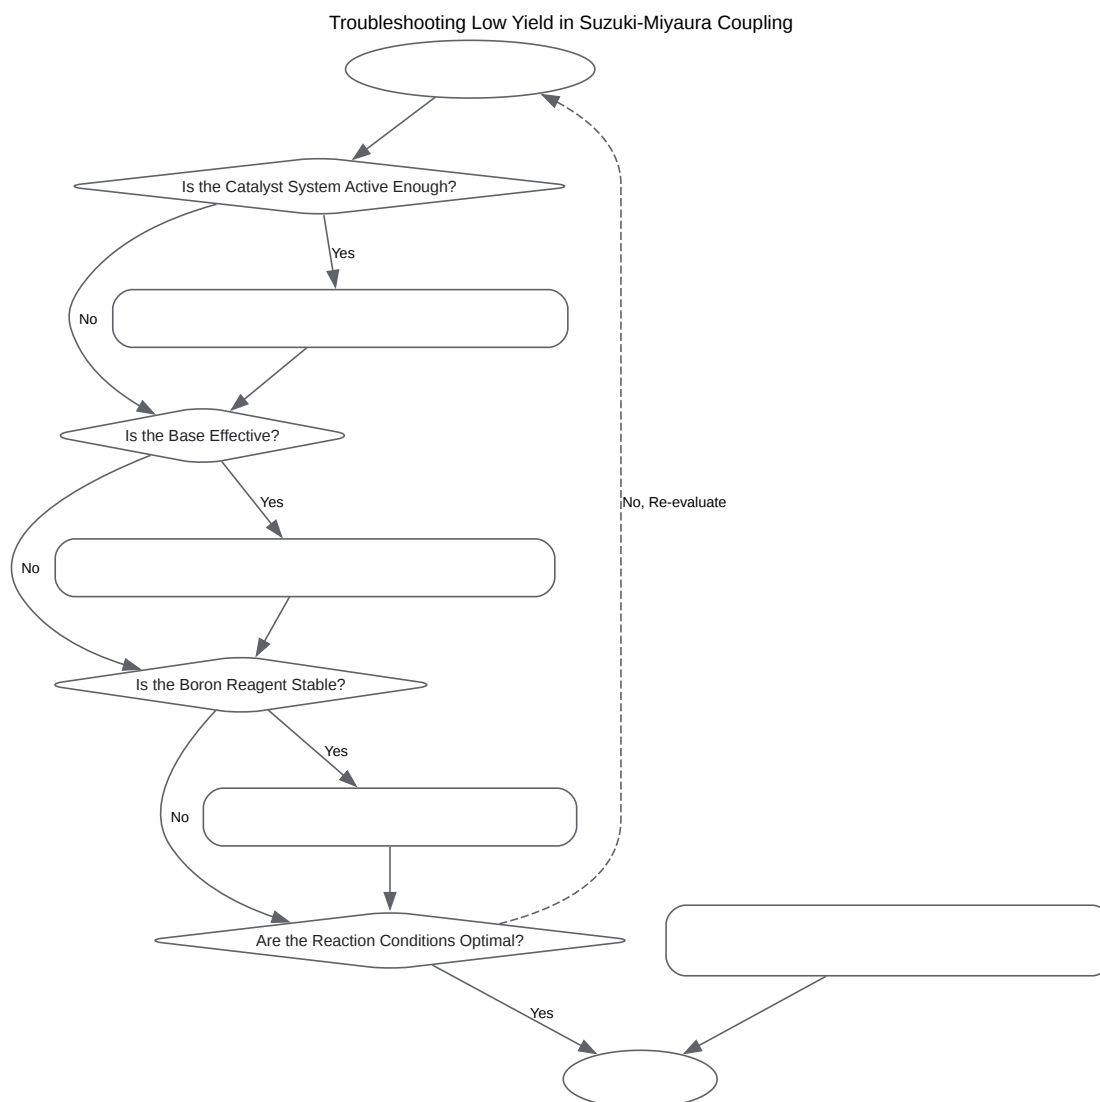 Troubleshooting Low Yield in Suzuki-Miyaura Coupling
Is the Catalyst System Active Enough?
Yes
No
Is the Base Effective?
Yes
No, Re-evaluate
No
Is the Boron Reagent Stable?
Yes
No
Are the Reaction Conditions Optimal?
Yes